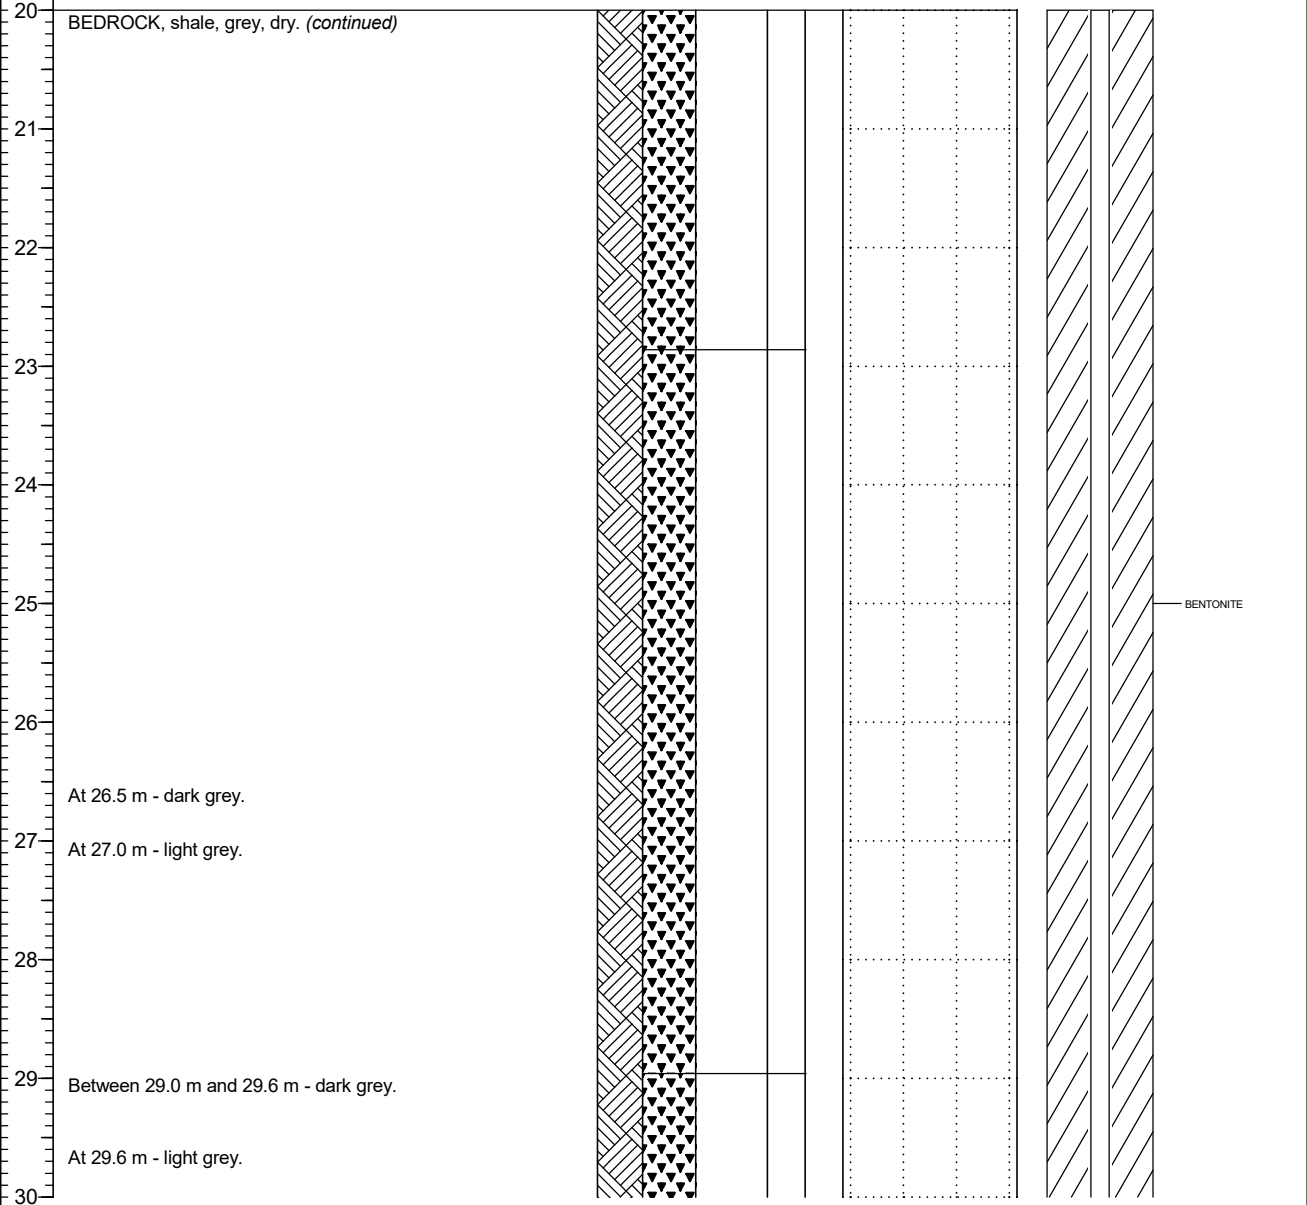 20
BEDROCK, shale, grey, dry. (continued)
21
22
23
24
25
BENTONITE
26
At 26.5 m - dark grey.
27
At 27.0 m - light grey.
28
29
Between 29.0 m and 29.6 m - dark grey.
At 29.6 m - light grey.
30